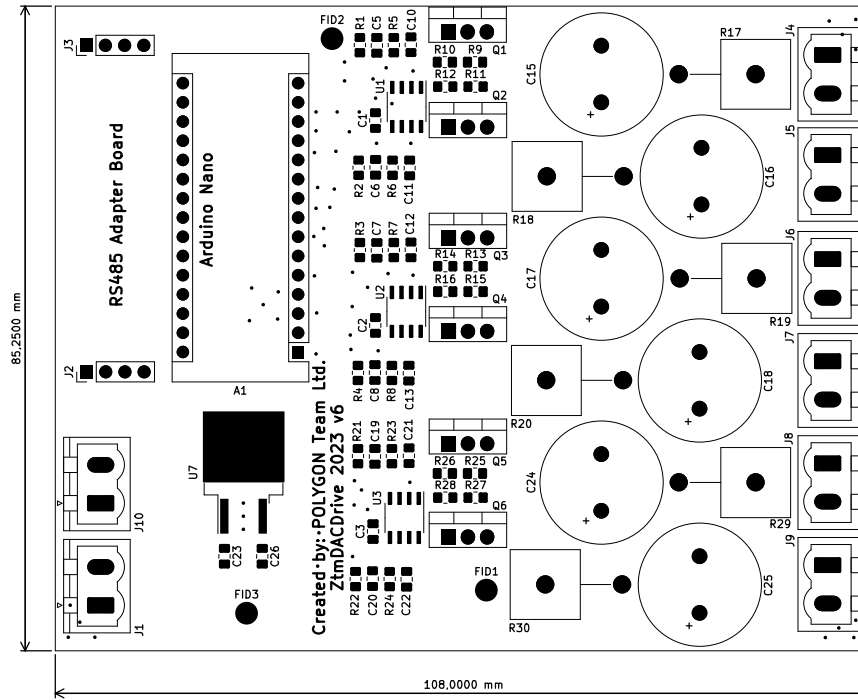 FID2
R1
C5
R5
C10
J3
R10
R9
Q1
R12
R11
U1
Q2
C1
C15
R17
J4
J5
RS485 Adapter Board
Arduino Nano
R2
C6
R6
C11
R18
C16
R3
C7
R7
C12
R14
R13
Q3
R16
R15
U2
Q4
C2
C17
J6
R19
85,2500 mm
J2
A1
R4
C8
R8
C13
R20
C18
J7
U7
R21
C19
R23
C21
R26
R25
Q5
R28
R27
U3
Q6
C3
C24
J8
R29
J10
C23
C26
FID3
J1
Created by: POLYGON Team Ltd.
ZtmDACDrive 2023 v6
R22
C20
R24
C22
FID1
R30
C25
J9
108,0000 mm